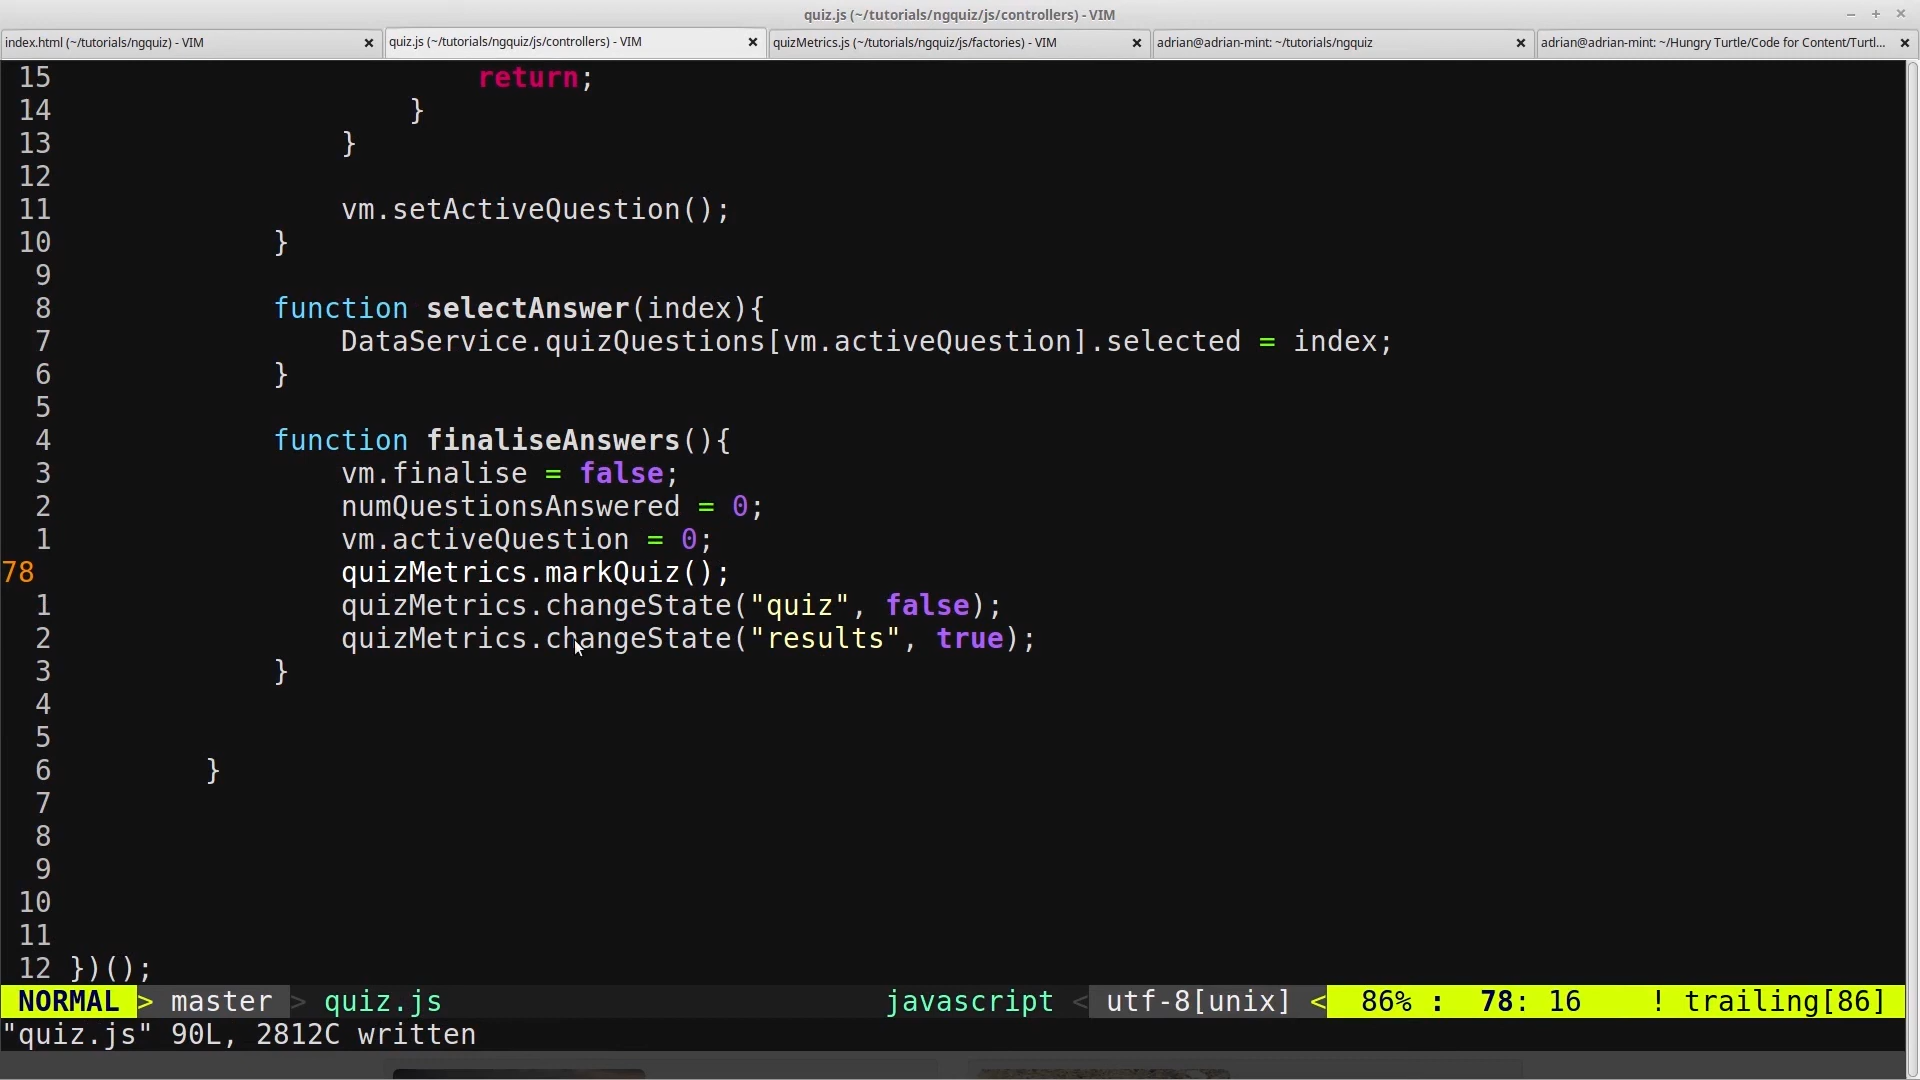 quiz.js (~/tutorials/ngquiz/js/controllers) - VIM
index.html (~/tutorials/ngquiz) - VIM
quiz.js (~/tutorials/ngquiz/js/controllers) - VIM
quizMetrics.js (~/tutorials/ngquiz/js/factories) - VIM
adrian@adrian-mint: ~/tutorials/ngquiz
adrian@adrian-mint: ~/Hungry Turtle/Code for Content/Turtl...
15 return;
14 }
13 }
12
11 vm.setActiveQuestion();
10 }
9
8 function selectAnswer(index){
7 DataService.quizQuestions[vm.activeQuestion].selected = index;
6 }
5
4 function finaliseAnswers(){
3 vm.finalise = false;
2 numQuestionsAnswered = 0;
1 vm.activeQuestion = 0;
78 quizMetrics.markQuiz();
1 quizMetrics.changeState("quiz", false);
2 quizMetrics.changeState("results", true);
3 }
4
5
6 }
7
8
9
10
11
12 })();
NORMAL > master > quiz.js javascript < utf-8[unix] < 86% : 78: 16 ! trailing[86]
"quiz.js" 90L, 2812C written